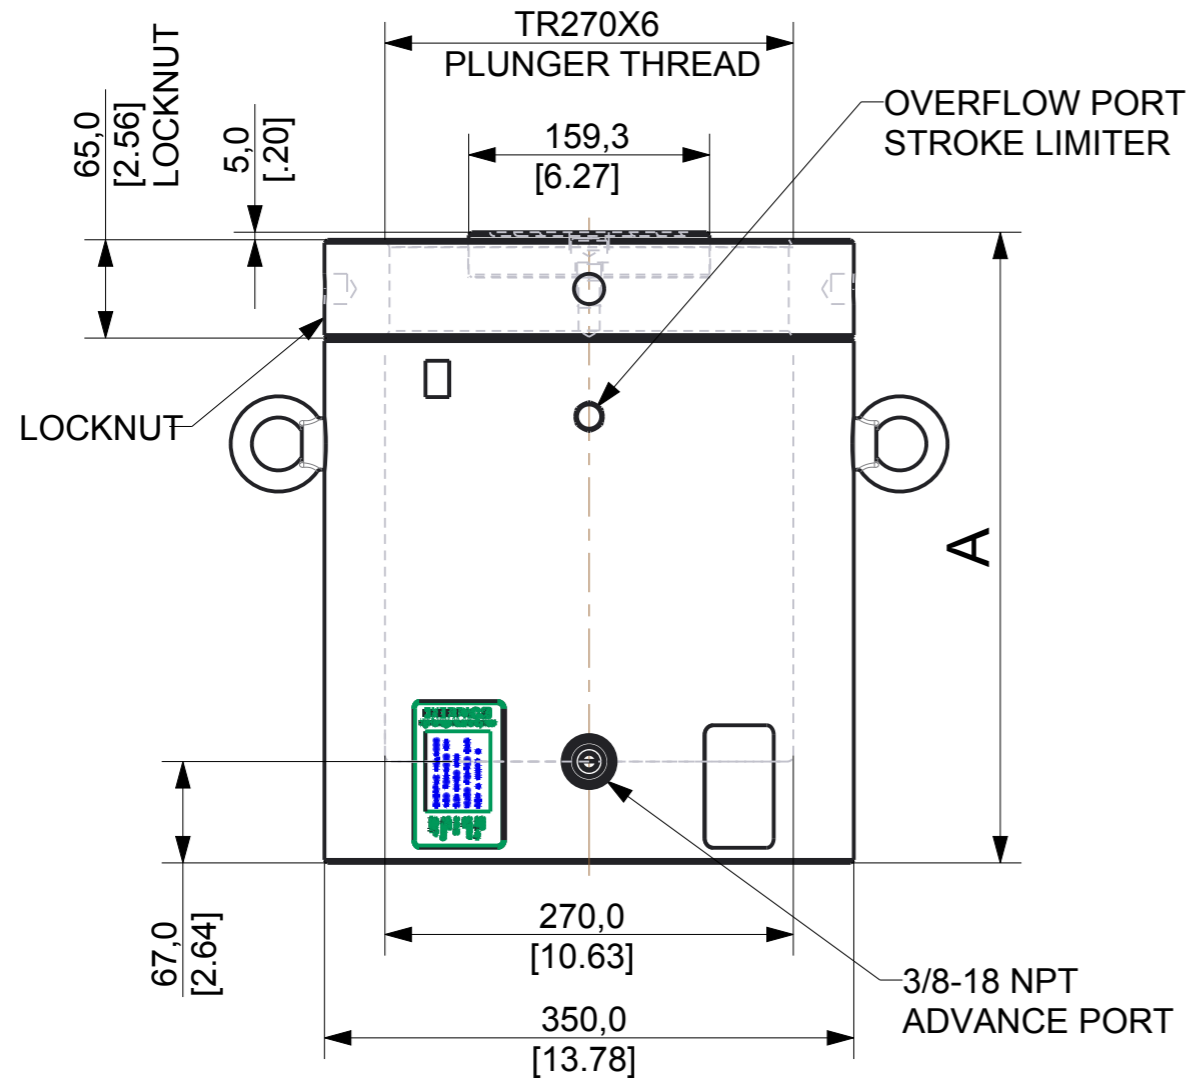 TR270X6
PLUNGER THREAD
OVERFLOW PORT
STROKE LIMITER
65,0
[2.56]
LOCKNUT
5,0
[.20]
159,3
[6.27]
LOCKNUT
A
67,0
[2.64]
270,0
[10.63]
350,0
[13.78]
3/8-18 NPT
ADVANCE PORT